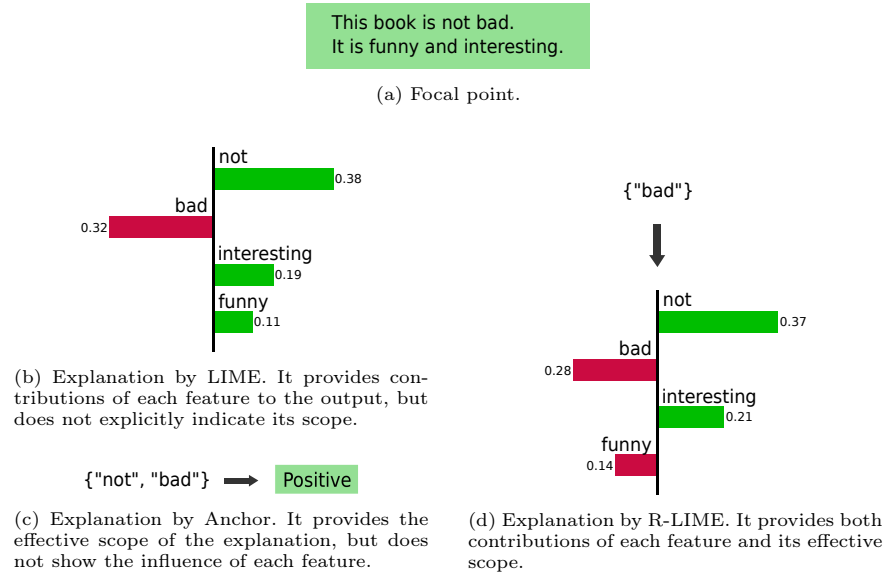 This book is not bad.
It is funny and interesting.
(a) Focal point.
not
0.38
bad
0.32
interesting
0.19
funny
0.11
(b) Explanation by LIME. It provides con-
tributions of each feature to the output, but
does not explicitly indicate its scope.
{"not", "bad"}
Positive
(c) Explanation by Anchor. It provides the
effective scope of the explanation, but does
not show the influence of each feature.
{"bad"}
not
0.37
bad
0.28
interesting
0.21
funny
0.14
(d) Explanation by R-LIME. It provides both
contributions of each feature and its effective
scope.